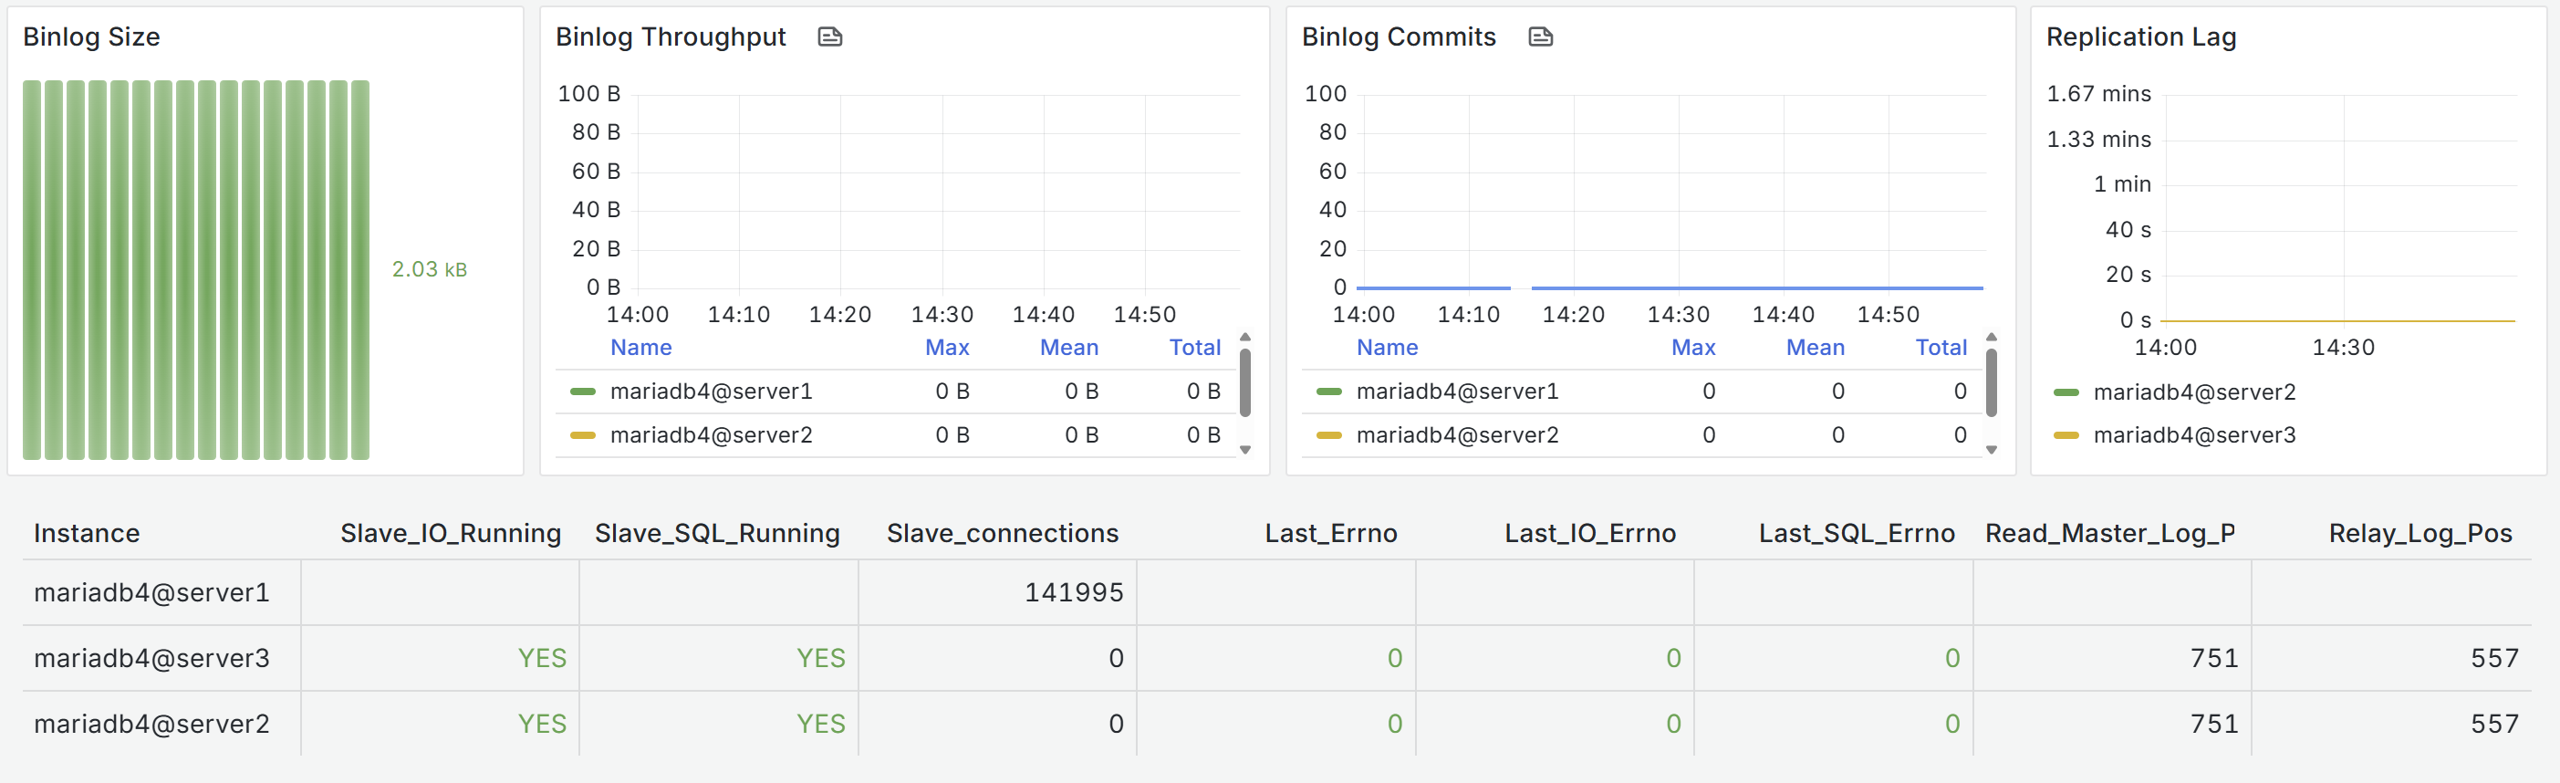 Binlog Size
2.03 kB
Binlog Throughput
100 B
80 B
60 B
40 B
20 B
0 B
14:00 14:10 14:20 14:30 14:40 14:50
Name Max Mean Total
mariadb4@server1 0 B 0 B 0 B
mariadb4@server2 0 B 0 B 0 B
Binlog Commits
100
80
60
40
20
0
14:00 14:10 14:20 14:30 14:40 14:50
Name Max Mean Total
mariadb4@server1 0 0 0
mariadb4@server2 0 0 0
Replication Lag
1.67 mins
1.33 mins
1 min
40 s
20 s
0 s
14:00 14:30
mariadb4@server2
mariadb4@server3
Instance Slave_IO_Running Slave_SQL_Running Slave_connections Last_Errno Last_IO_Errno Last_SQL_Errno Read_Master_Log_P Relay_Log_Pos
mariadb4@server1 141995
mariadb4@server3 YES YES 0 0 0 0 751 557
mariadb4@server2 YES YES 0 0 0 0 751 557